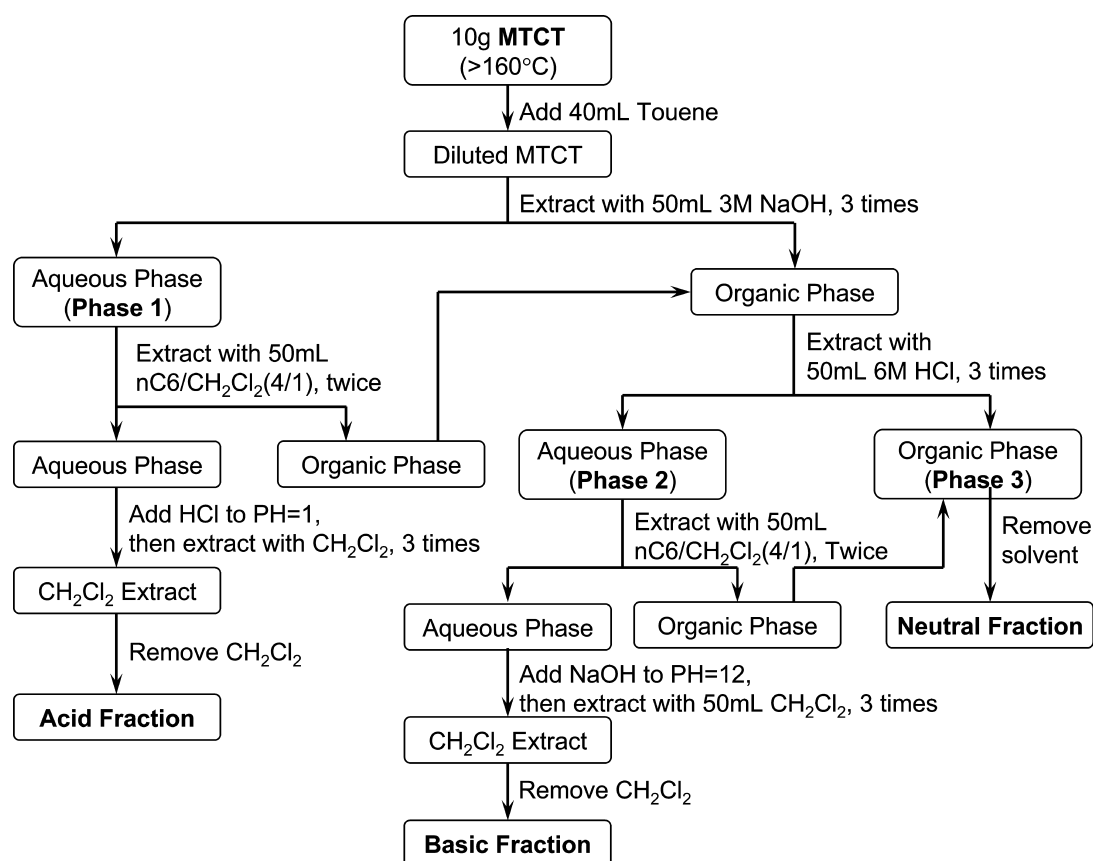 10g MTCT
(>160°C)
Add 40mL Touene
Diluted MTCT
Extract with 50mL 3M NaOH, 3 times
Aqueous Phase
(Phase 1)
Organic Phase
Extract with 50mL
nC6/CH₂Cl₂(4/1), twice
Extract with
50mL 6M HCl, 3 times
Aqueous Phase
Organic Phase
Aqueous Phase
(Phase 2)
Organic Phase
(Phase 3)
Add HCl to PH=1,
then extract with CH₂Cl₂, 3 times
Extract with 50mL
nC6/CH₂Cl₂(4/1), Twice
Remove
solvent
CH₂Cl₂ Extract
Aqueous Phase
Organic Phase
Neutral Fraction
Remove CH₂Cl₂
Add NaOH to PH=12,
then extract with 50mL CH₂Cl₂, 3 times
Acid Fraction
CH₂Cl₂ Extract
Remove CH₂Cl₂
Basic Fraction